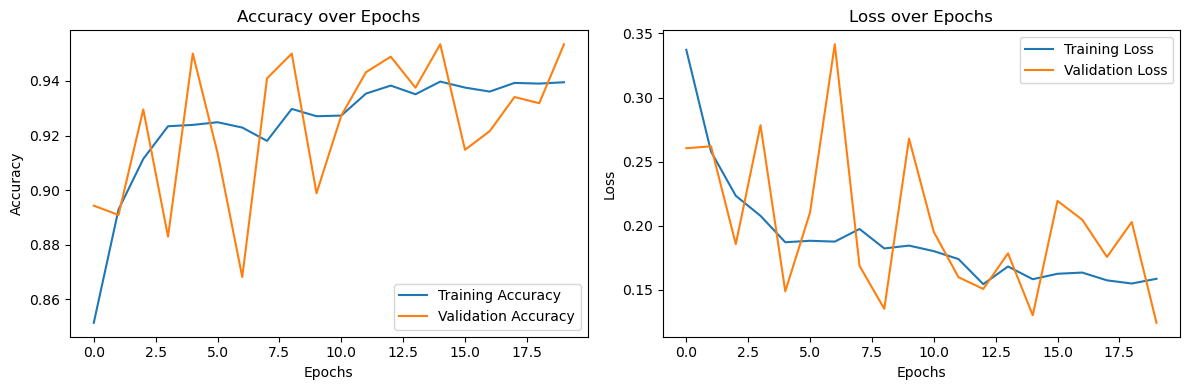 Accuracy over Epochs
Accuracy
0.94
0.92
0.90
0.88
0.86
Training Accuracy
Validation Accuracy
0.0 2.5 5.0 7.5 10.0 12.5 15.0 17.5
Epochs
Loss over Epochs
Loss
0.35
0.30
0.25
0.20
0.15
Training Loss
Validation Loss
0.0 2.5 5.0 7.5 10.0 12.5 15.0 17.5
Epochs